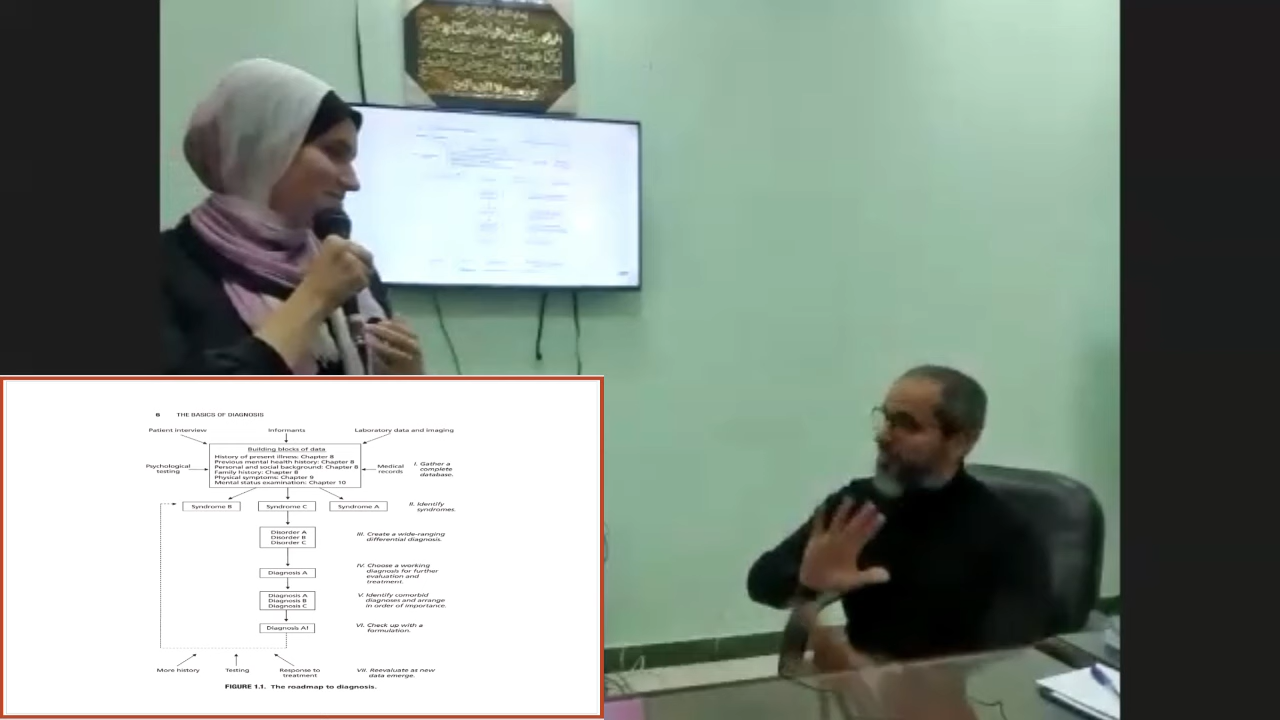 6 THE BASICS OF DIAGNOSIS
Patient interview
Informants
Laboratory data and imaging
Building blocks of data
History of present illness: Chapter 8
Previous mental health history: Chapter 8
Personal and social background: Chapter 8
Family history: Chapter 8
Physical symptoms: Chapter 9
Mental status examination: Chapter 10
Psychological
testing
Medical
records
I. Gather a
complete
database.
Syndrome B
Syndrome C
Syndrome A
II. Identify
syndromes.
Disorder A
Disorder B
Disorder C
III. Create a wide-ranging
differential diagnosis.
Diagnosis A
IV. Choose a working
diagnosis for further
evaluation and
treatment.
Diagnosis A
Diagnosis B
Diagnosis C
V. Identify comorbid
diagnoses and arrange
in order of importance.
Diagnosis A!
VI. Check up with a
formulation.
More history
Testing
Response to
treatment
VII. Reevaluate as new
data emerge.
FIGURE 1.1. The roadmap to diagnosis.